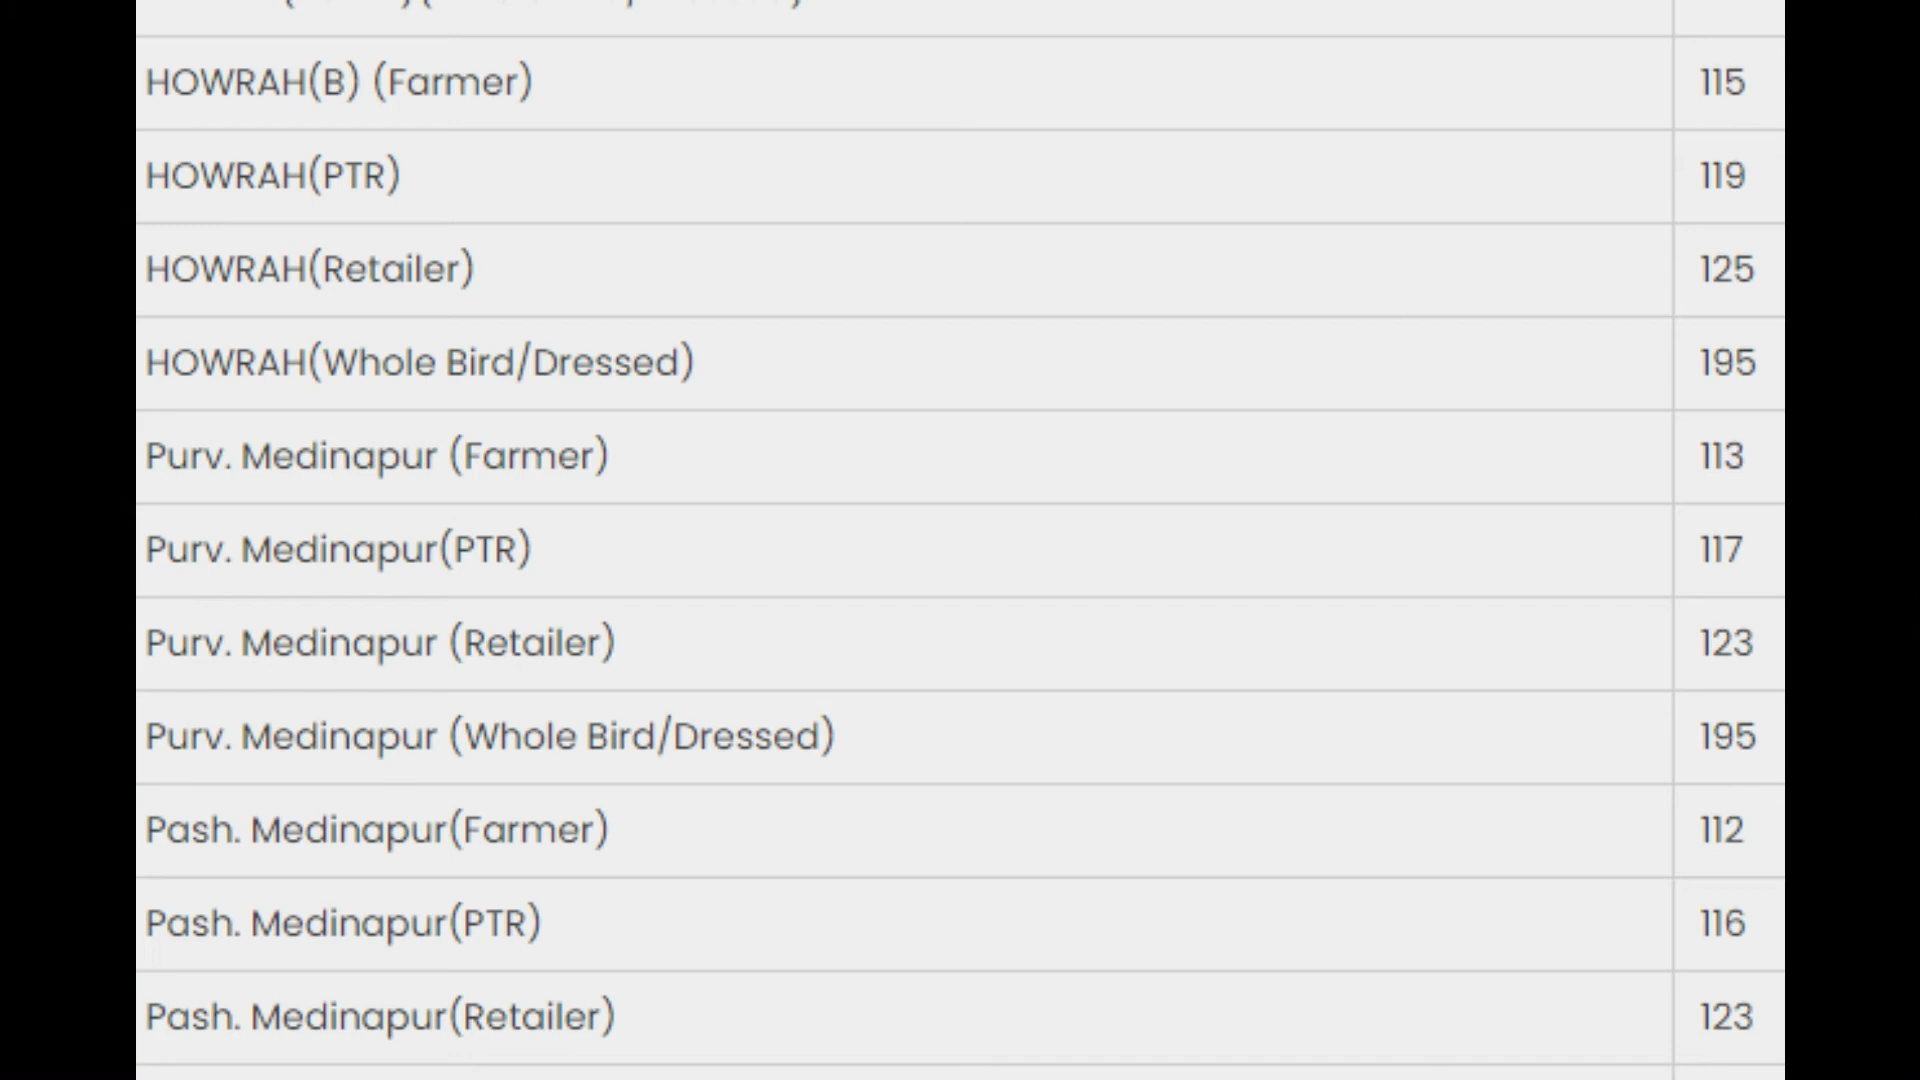 HOWRAH(B) (Farmer) 115
HOWRAH(PTR) 119
HOWRAH(Retailer) 125
HOWRAH(Whole Bird/Dressed) 195
Purv. Medinapur (Farmer) 113
Purv. Medinapur(PTR) 117
Purv. Medinapur (Retailer) 123
Purv. Medinapur (Whole Bird/Dressed) 195
Pash. Medinapur(Farmer) 112
Pash. Medinapur(PTR) 116
Pash. Medinapur(Retailer) 123